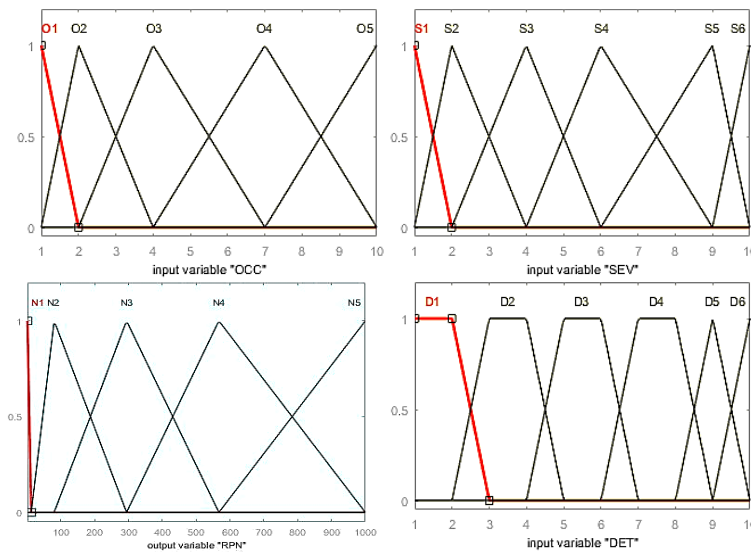 O1 O2 O3 O4 O5
1
0.5
0
1 2 3 4 5 6 7 8 9 10
input variable "OCC"
S1 S2 S3 S4 S5 S6
1
0.5
0
1 2 3 4 5 6 7 8 9 10
input variable "SEV"
N1 N2 N3 N4 N5
1
0.5
0
100 200 300 400 500 600 700 800 900 1000
output variable "RPN"
D1 D2 D3 D4 D5 D6
1
0.5
0
1 2 3 4 5 6 7 8 9 10
input variable "DET"